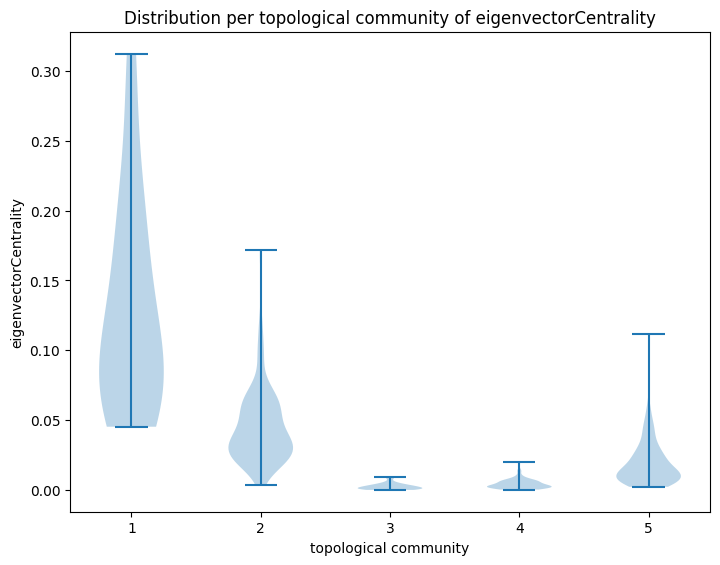 Distribution per topological community of eigenvectorCentrality
eigenvectorCentrality
0.30
0.25
0.20
0.15
0.10
0.05
0.00
1 2 3 4 5
topological community